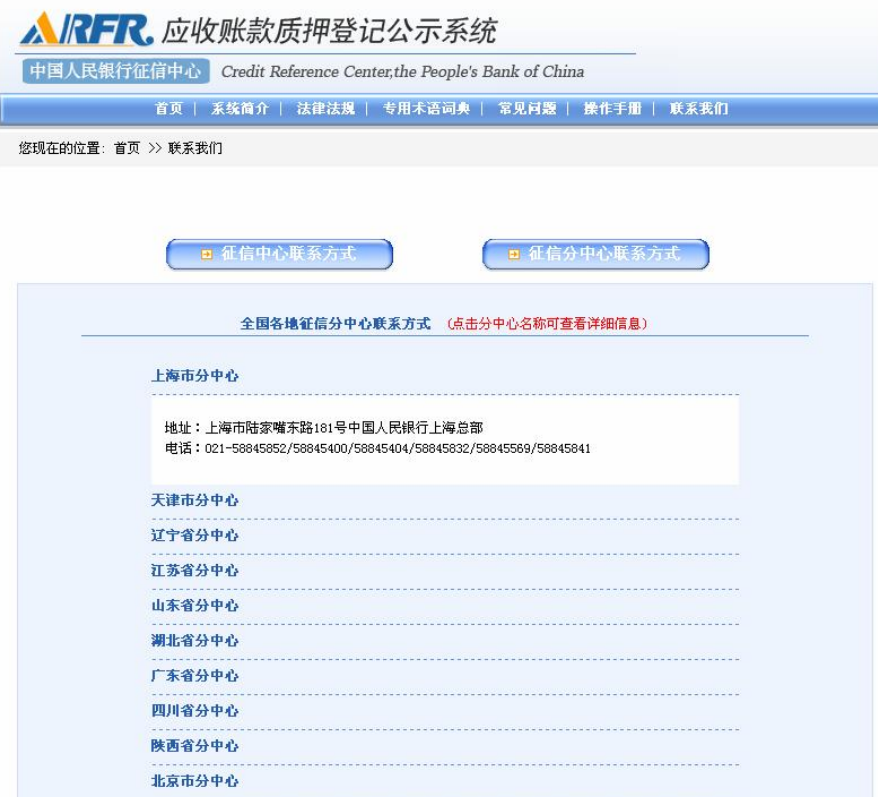 ARFR 应收账款质押登记公示系统
中国人民银行征信中心 Credit Reference Center,the People's Bank of China
首页 | 系统简介 | 法律法规 | 专用术语词典 | 常见问题 | 操作手册 | 联系我们
您现在的位置: 首页 >> 联系我们
征信中心联系方式 征信分中心联系方式
全国各地征信分中心联系方式 (点击分中心名称可查看详细信息)
上海市分中心
地址：上海市陆家嘴东路181号中国人民银行上海总部
电话：021-58845852/58845400/58845404/58845832/58845569/58845841
天津市分中心
辽宁省分中心
江苏省分中心
山东省分中心
湖北省分中心
广东省分中心
四川省分中心
陕西省分中心
北京市分中心